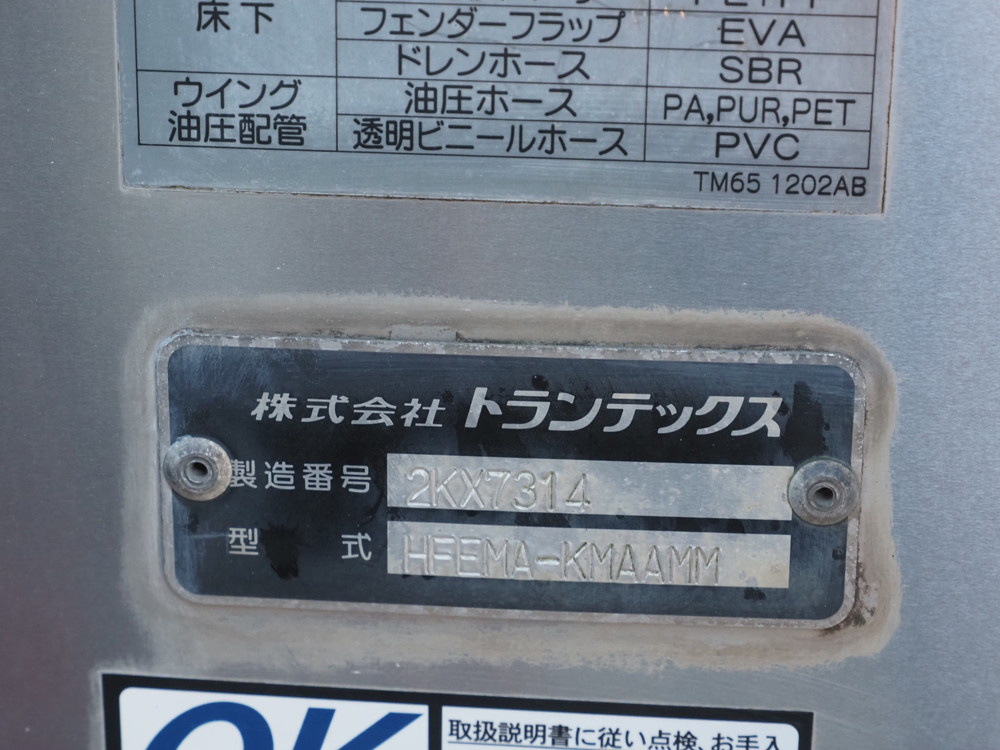 床下
フェンダーフラップ EVA
ドレンホース SBR
ウイング
油圧配管
油圧ホース PA,PUR,PET
透明ビニールホース PVC
TM65 1202AB
株式会社 トランテックス
製造番号 2KX7314
型式 HFEMA-KMAAMM
OK
取扱説明書に従い点検、お手入